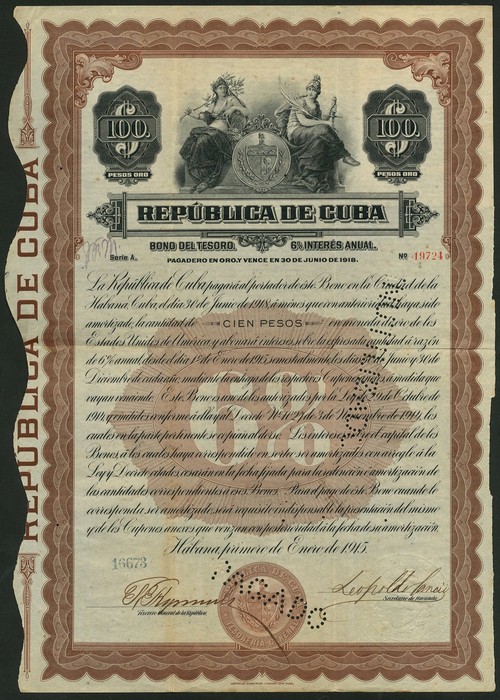 REPÚBLICA DE CUBA
$ 100. $ 100.
PESOS ORO PESOS ORO
REPÚBLICA DE CUBA
BONO DEL TESORO. 6% INTERÉS ANUAL.
Serie A. PAGADERO EN ORO, Y VENCE EN 30 DE JUNIO DE 1918. Nº 19724
La República de Cuba pagará al portador de este Bono en la Ciudad de la
Habana, Cuba, el día 30 de Junio de 1918, á menos que con anterioridad haya sido
amortizado, la cantidad de CIEN PESOS en moneda de oro de los
Estados Unidos de América y abonará intereses sobre la expresada cantidad á razón
de 6% anual desde el día 1º de Enero de 1915 semestralmente los días 30 de Junio y 30 de
Diciembre de cada año, mediante la entrega de los respectivos Cupones anexos á medida que
vayan venciendo. Este Bono es uno de los autorizados por la Ley de 29 de Octubre de
1914 y emitidos conforme á la Ley y al Decreto Nº de 3 de Noviembre de 1914, los
cuales en la parte pertinente se copian al dorso. Los intereses y el capital de los
Bonos, á los cuales haya correspondido en sorteo ser amortizados con arreglo á la
Ley y Decreto citados, cesarán en la fecha fijada para la redención ó amortización de
las cantidades correspondientes á esos Bonos. Para el pago de este Bono cuando le
corresponda ser amortizado será requisito indispensable la presentación del mismo
y de los Cupones anexos que venzan con posterioridad á la fecha de su amortización.
Habana, primero de Enero de 1915.
6%
16673
PAGADO
Tesorero General de la República.
Leopoldo Cancio
Secretario de Hacienda.